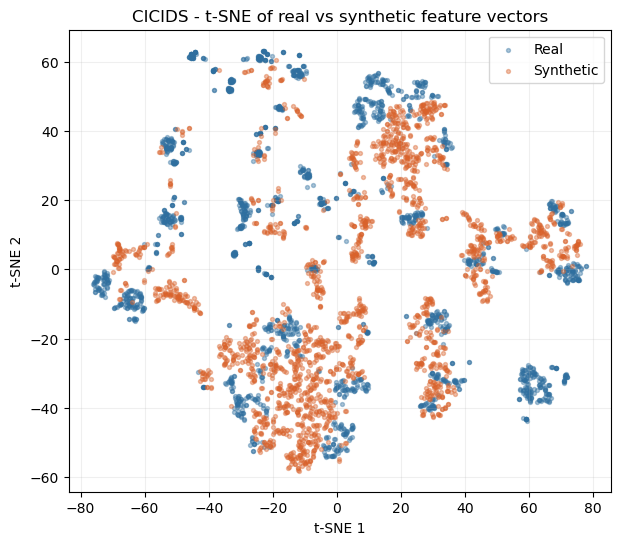 CICIDS - t-SNE of real vs synthetic feature vectors
Real
Synthetic
60
40
20
0
−20
−40
−60
t-SNE 2
−80 −60 −40 −20 0 20 40 60 80
t-SNE 1